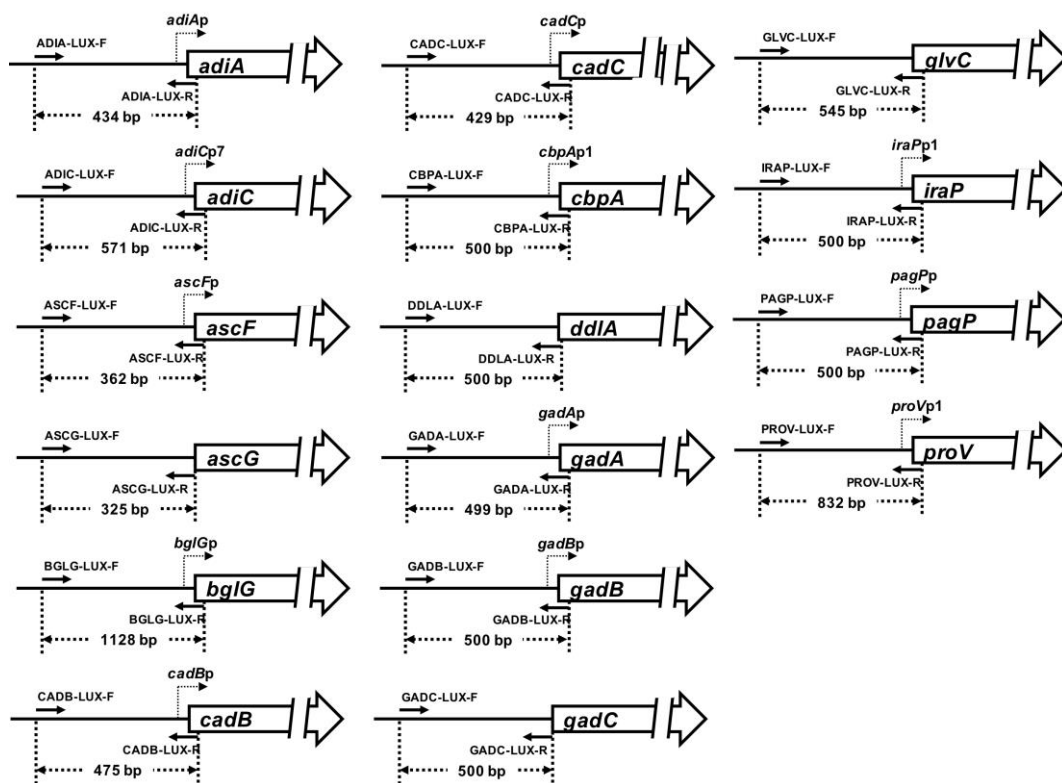 adiAp
ADIA-LUX-F
adiA
ADIA-LUX-R
434 bp
cadCp
CADC-LUX-F
cadC
CADC-LUX-R
429 bp
GLVC-LUX-F
glvC
GLVC-LUX-R
545 bp
adiCp7
ADIC-LUX-F
adiC
ADIC-LUX-R
571 bp
cbpAp1
CBPA-LUX-F
cbpA
CBPA-LUX-R
500 bp
iraPp1
IRAP-LUX-F
iraP
IRAP-LUX-R
500 bp
ascFp
ASCF-LUX-F
ascF
ASCF-LUX-R
362 bp
DDLA-LUX-F
ddlA
DDLA-LUX-R
500 bp
pagPp
PAGP-LUX-F
pagP
PAGP-LUX-R
500 bp
ASCG-LUX-F
ascG
ASCG-LUX-R
325 bp
gadAp
GADA-LUX-F
gadA
GADA-LUX-R
499 bp
proVp1
PROV-LUX-F
proV
PROV-LUX-R
832 bp
bglGp
BGLG-LUX-F
bglG
BGLG-LUX-R
1128 bp
gadBp
GADB-LUX-F
gadB
GADB-LUX-R
500 bp
cadBp
CADB-LUX-F
cadB
CADB-LUX-R
475 bp
GADC-LUX-F
gadC
GADC-LUX-R
500 bp